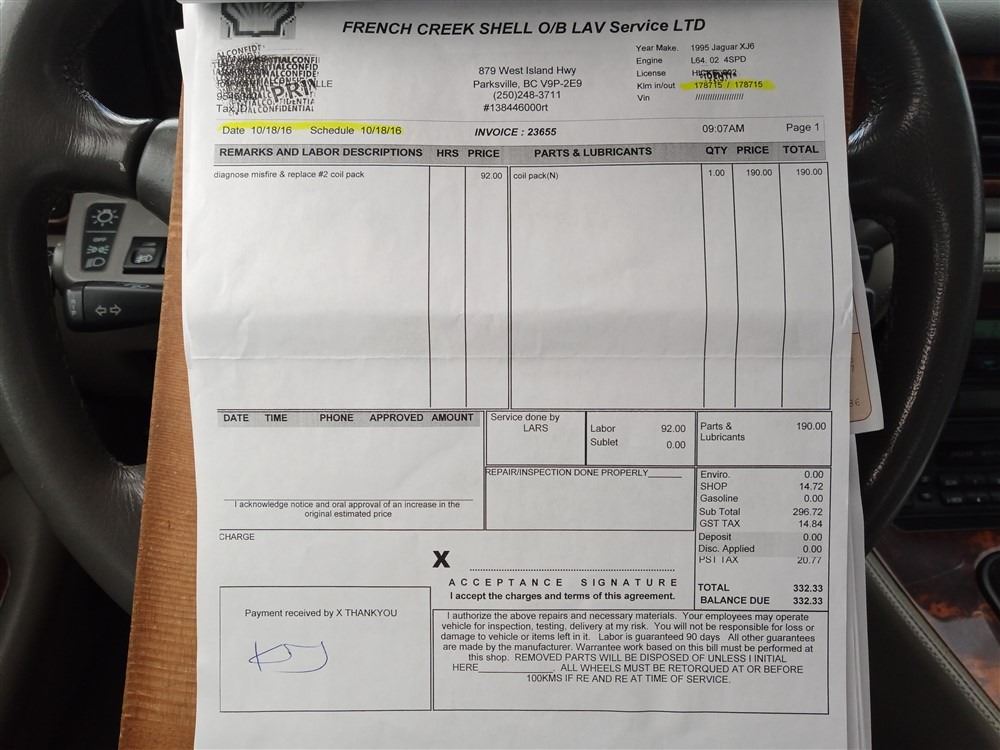 FRENCH CREEK SHELL O/B LAV Service LTD
879 West Island Hwy
Parksville, BC V9P-2E9
(250)248-3711
#138446000rt
Year Make. 1995 Jaguar XJ6
Engine L64. 02 4SPD
License
Klm in/out 178715 / 178715
Vin ////////////////////
CONFIDENTIAL
Tax ID
Date 10/18/16 Schedule 10/18/16 INVOICE : 23655 09:07AM Page 1
REMARKS AND LABOR DESCRIPTIONS HRS PRICE PARTS & LUBRICANTS QTY PRICE TOTAL
diagnose misfire & replace #2 coil pack 92.00 coil pack(N) 1.00 190.00 190.00
DATE TIME PHONE APPROVED AMOUNT
I acknowledge notice and oral approval of an increase in the
original estimated price
Service done by
LARS
Labor 92.00
Sublet 0.00
Parts & 190.00
Lubricants
REPAIR/INSPECTION DONE PROPERLY______
Enviro. 0.00
SHOP 14.72
Gasoline 0.00
Sub Total 296.72
GST TAX 14.84
Deposit 0.00
Disc. Applied 0.00
PST TAX 20.77
TOTAL 332.33
BALANCE DUE 332.33
CHARGE
X
ACCEPTANCE SIGNATURE
I accept the charges and terms of this agreement.
Payment received by X THANKYOU
I authorize the above repairs and necessary materials. Your employees may operate
vehicle for inspection, testing, delivery at my risk. You will not be responsible for loss or
damage to vehicle or items left in it. Labor is guaranteed 90 days All other guarantees
are made by the manufacturer. Warrantee work based on this bill must be performed at
this shop. REMOVED PARTS WILL BE DISPOSED OF UNLESS I INITIAL
HERE____________. ALL WHEELS MUST BE RETORQUED AT OR BEFORE
100KMS IF RE AND RE AT TIME OF SERVICE.